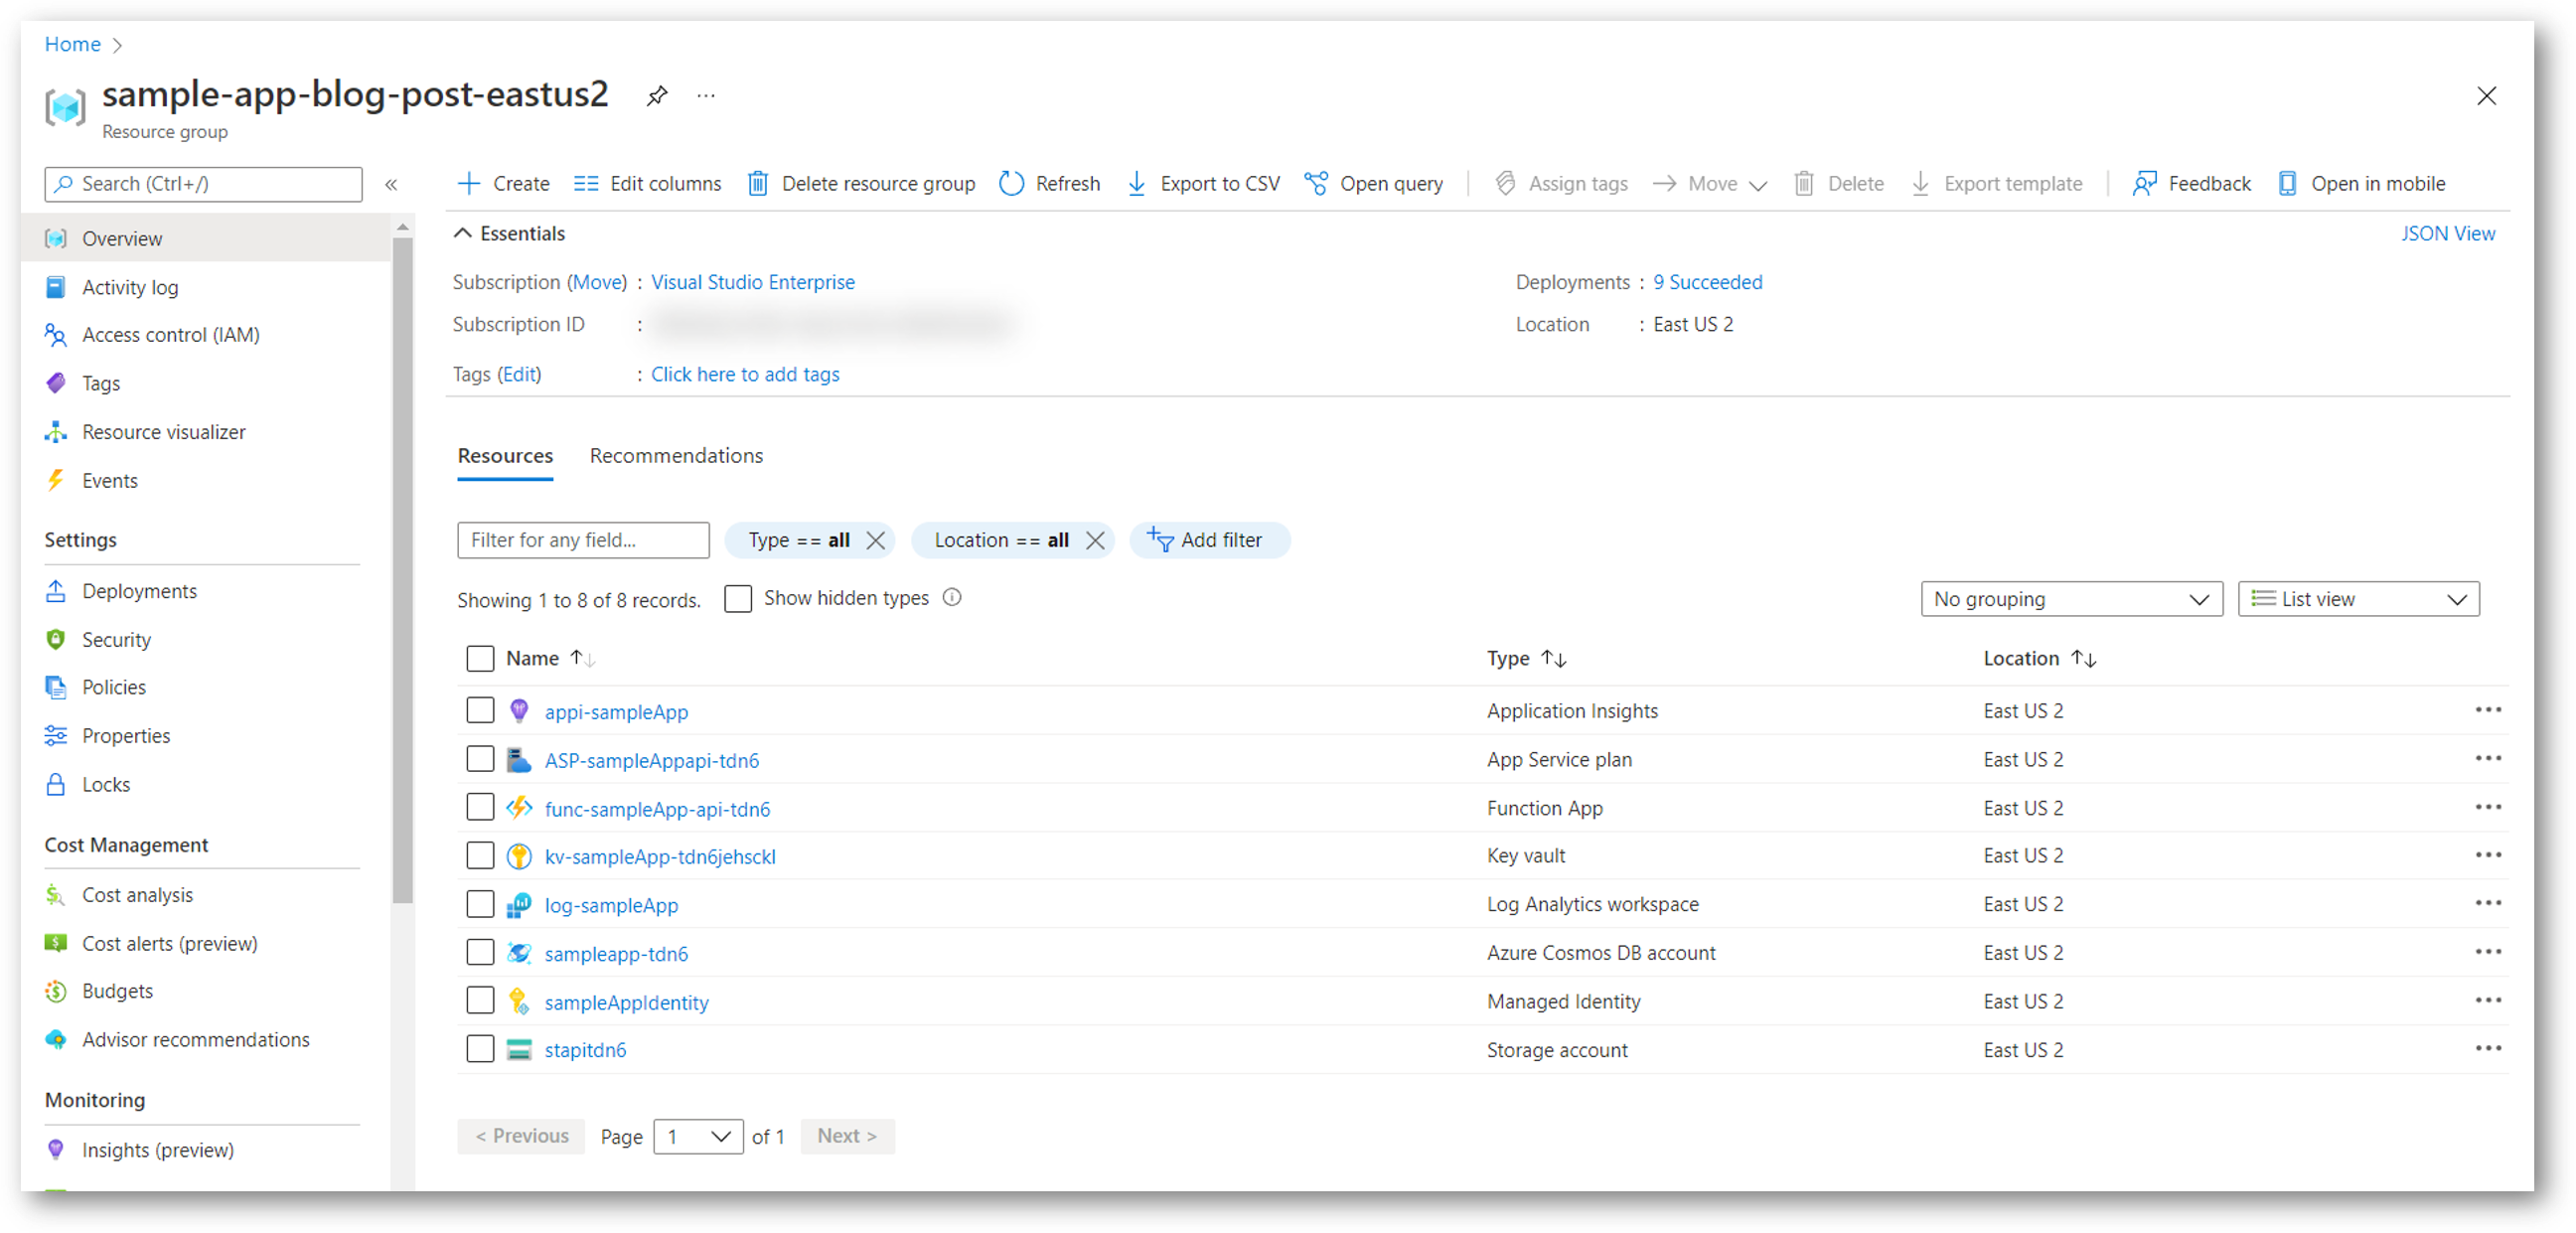 Home >
sample-app-blog-post-eastus2 ...
Resource group
Search (Ctrl+/) «
Create Edit columns Delete resource group Refresh Export to CSV Open query Assign tags Move Delete Export template Feedback Open in mobile
Overview
Activity log
Access control (IAM)
Tags
Resource visualizer
Events
Settings
Deployments
Security
Policies
Properties
Locks
Cost Management
Cost analysis
Cost alerts (preview)
Budgets
Advisor recommendations
Monitoring
Insights (preview)
Essentials JSON View
Subscription (Move) : Visual Studio Enterprise Deployments : 9 Succeeded
Subscription ID : Location : East US 2
Tags (Edit) : Click here to add tags
Resources Recommendations
Filter for any field... Type == all Location == all Add filter
Showing 1 to 8 of 8 records. Show hidden types No grouping List view
Name ↑↓ Type ↑↓ Location ↑↓
appi-sampleApp Application Insights East US 2 ...
ASP-sampleAppapi-tdn6 App Service plan East US 2 ...
func-sampleApp-api-tdn6 Function App East US 2 ...
kv-sampleApp-tdn6jehsckl Key vault East US 2 ...
log-sampleApp Log Analytics workspace East US 2 ...
sampleapp-tdn6 Azure Cosmos DB account East US 2 ...
sampleAppIdentity Managed Identity East US 2 ...
stapitdn6 Storage account East US 2 ...
< Previous Page 1 of 1 Next >